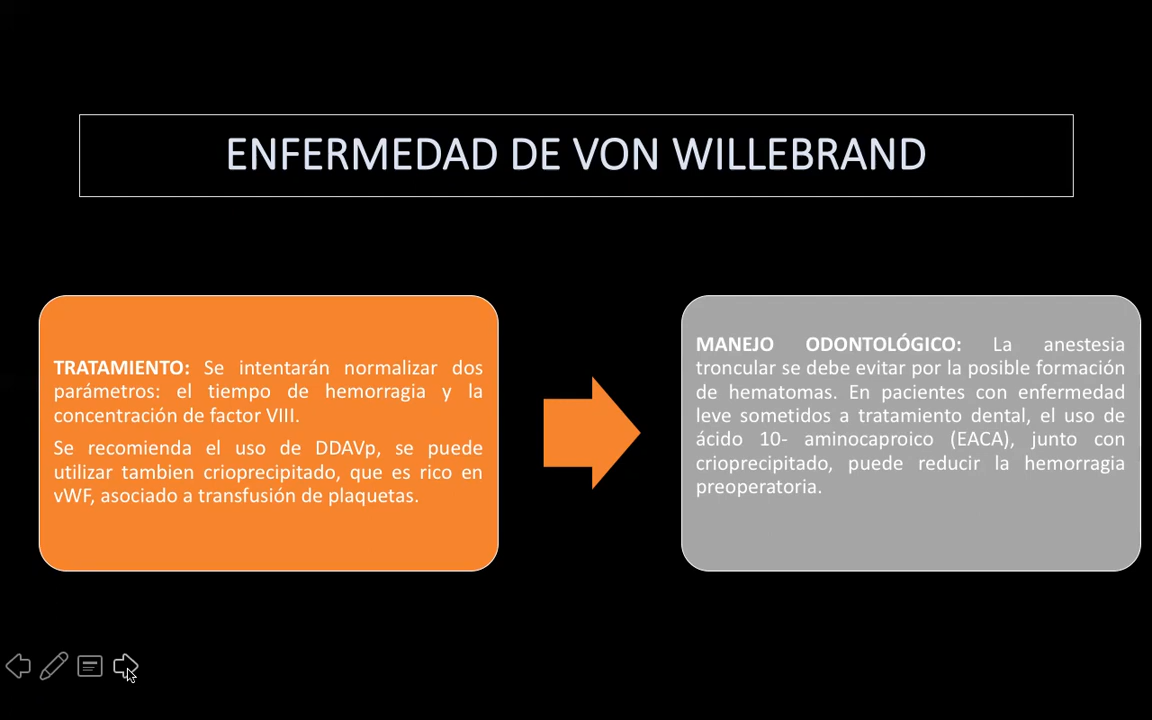 ENFERMEDAD DE VON WILLEBRAND
TRATAMIENTO: Se intentarán normalizar dos
parámetros: el tiempo de hemorragia y la
concentración de factor VIII.
Se recomienda el uso de DDAVp, se puede
utilizar tambien crioprecipitado, que es rico en
vWF, asociado a transfusión de plaquetas.
MANEJO ODONTOLÓGICO: La anestesia
troncular se debe evitar por la posible formación
de hematomas. En pacientes con enfermedad
leve sometidos a tratamiento dental, el uso de
ácido 10- aminocaproico (EACA), junto con
crioprecipitado, puede reducir la hemorragia
preoperatoria.